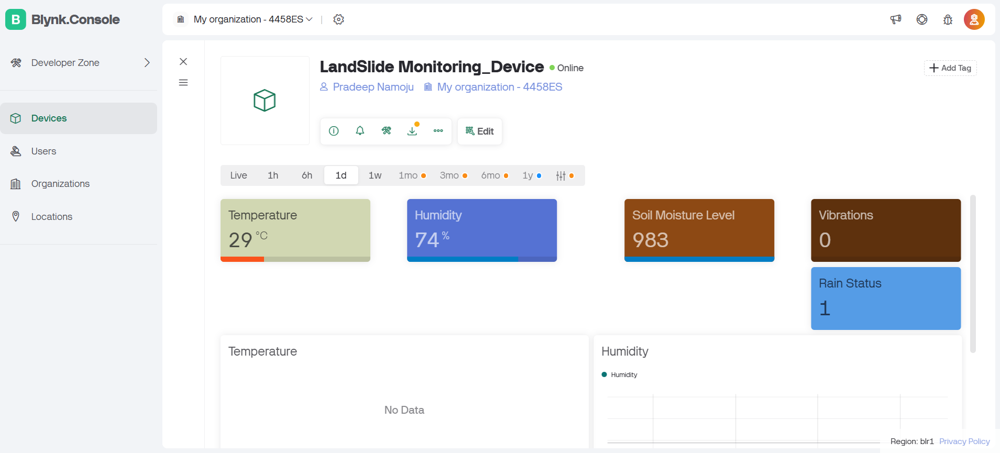 B Blynk.Console
My organization - 4458ES
Developer Zone
Devices
Users
Organizations
Locations
LandSlide Monitoring_Device Online
Add Tag
Pradeep Namoju My organization - 4458ES
Edit
Live 1h 6h 1d 1w 1mo 3mo 6mo 1y
Temperature
29 °C
Humidity
74 %
Soil Moisture Level
983
Vibrations
0
Rain Status
1
Temperature
No Data
Humidity
Humidity
Region: blr1 Privacy Policy